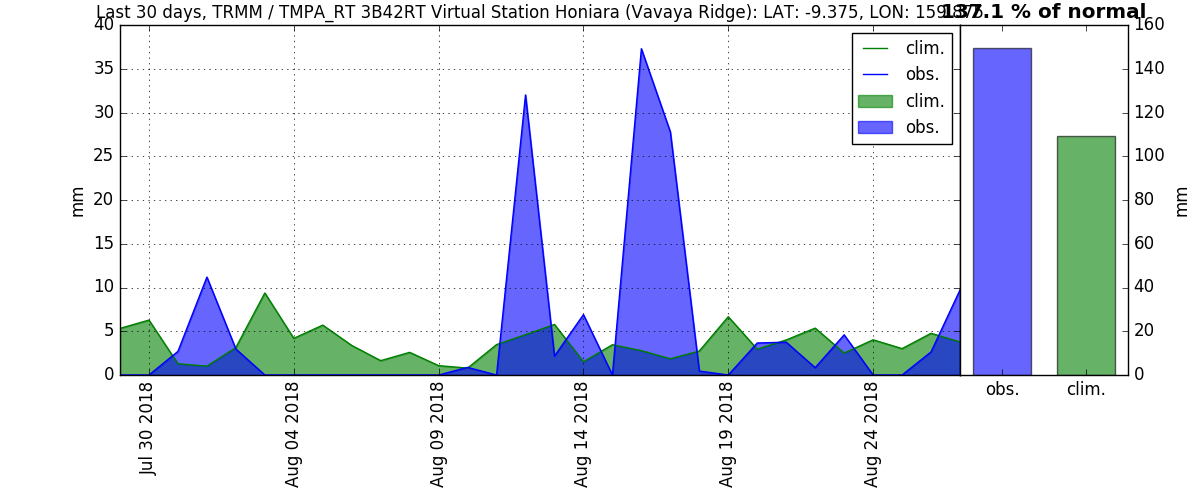 Last 30 days, TRMM / TMPA_RT 3B42RT Virtual Station Honiara (Vavaya Ridge): LAT: -9.375, LON:
137.1 % of normal
40
35
30
25
20
15
10
5
0
mm
clim.
obs.
clim.
obs.
160
140
120
100
80
60
40
20
0
mm
obs.
clim.
Jul 30 2018
Aug 04 2018
Aug 09 2018
Aug 14 2018
Aug 19 2018
Aug 24 2018